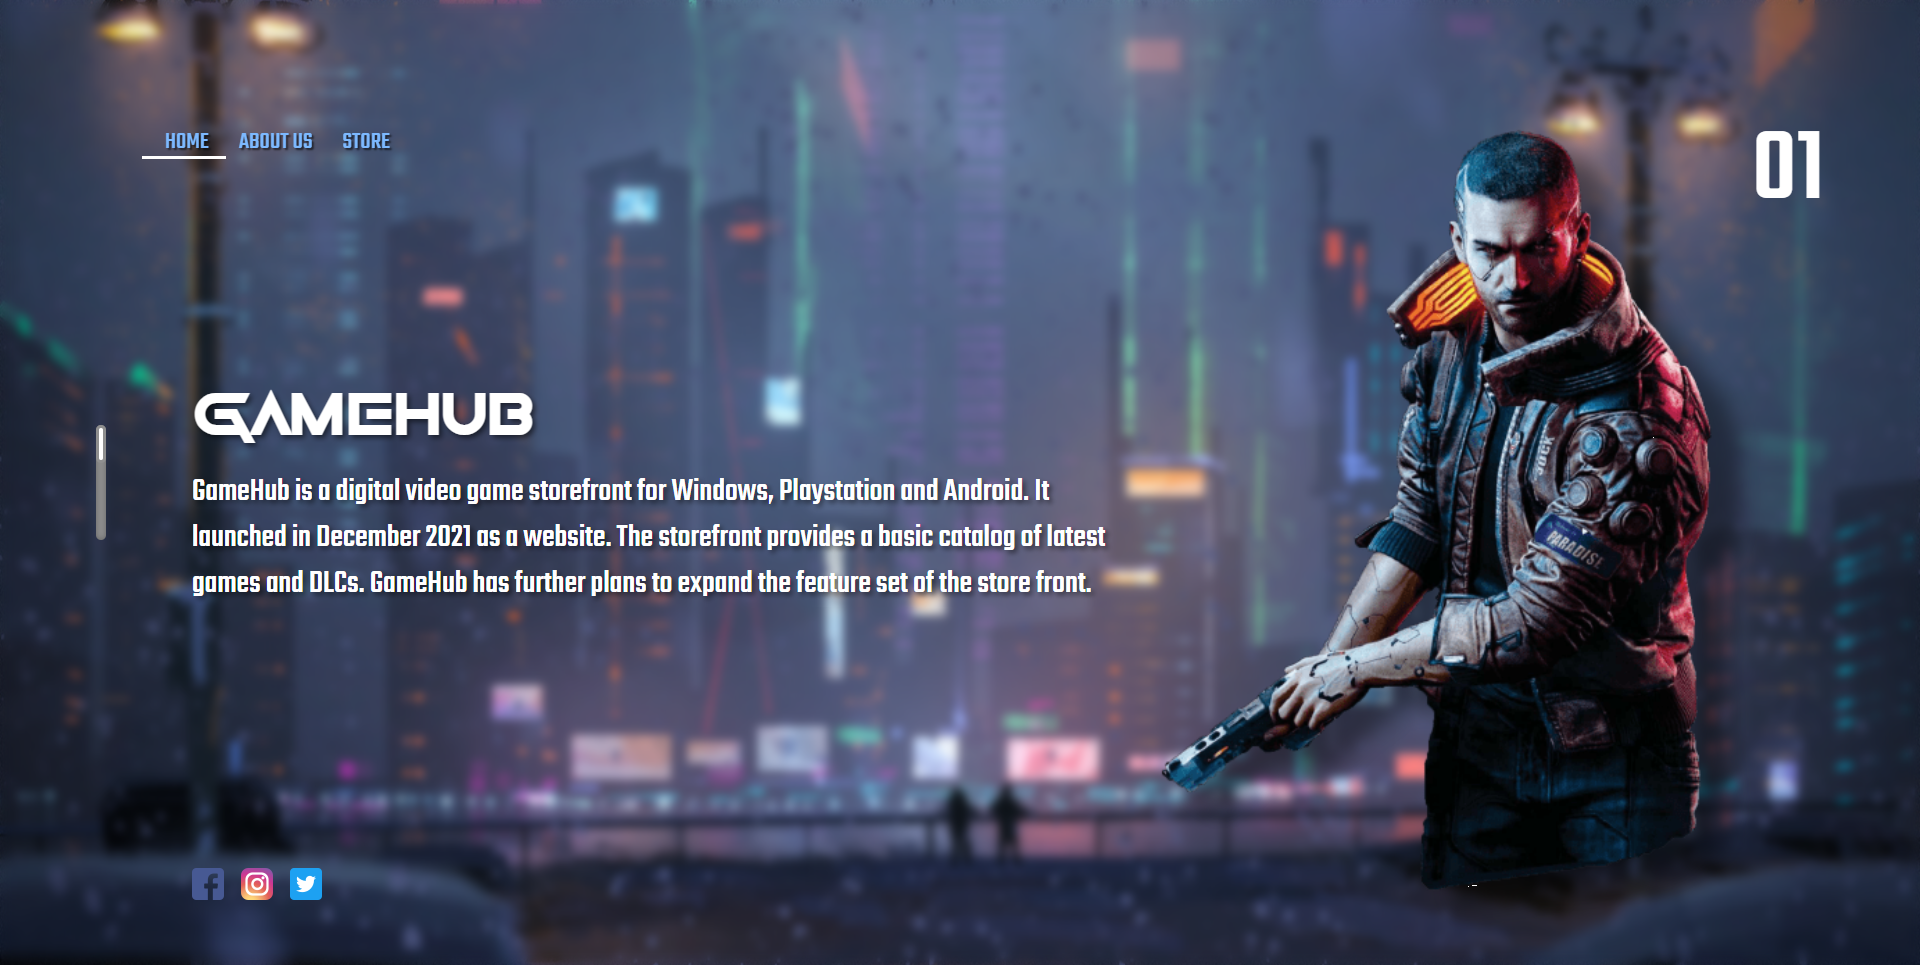 HOME ABOUT US STORE
01
GAMEHUB
GameHub is a digital video game storefront for Windows, Playstation and Android. It
launched in December 2021 as a website. The storefront provides a basic catalog of latest
games and DLCs. GameHub has further plans to expand the feature set of the store front.
PARADISE